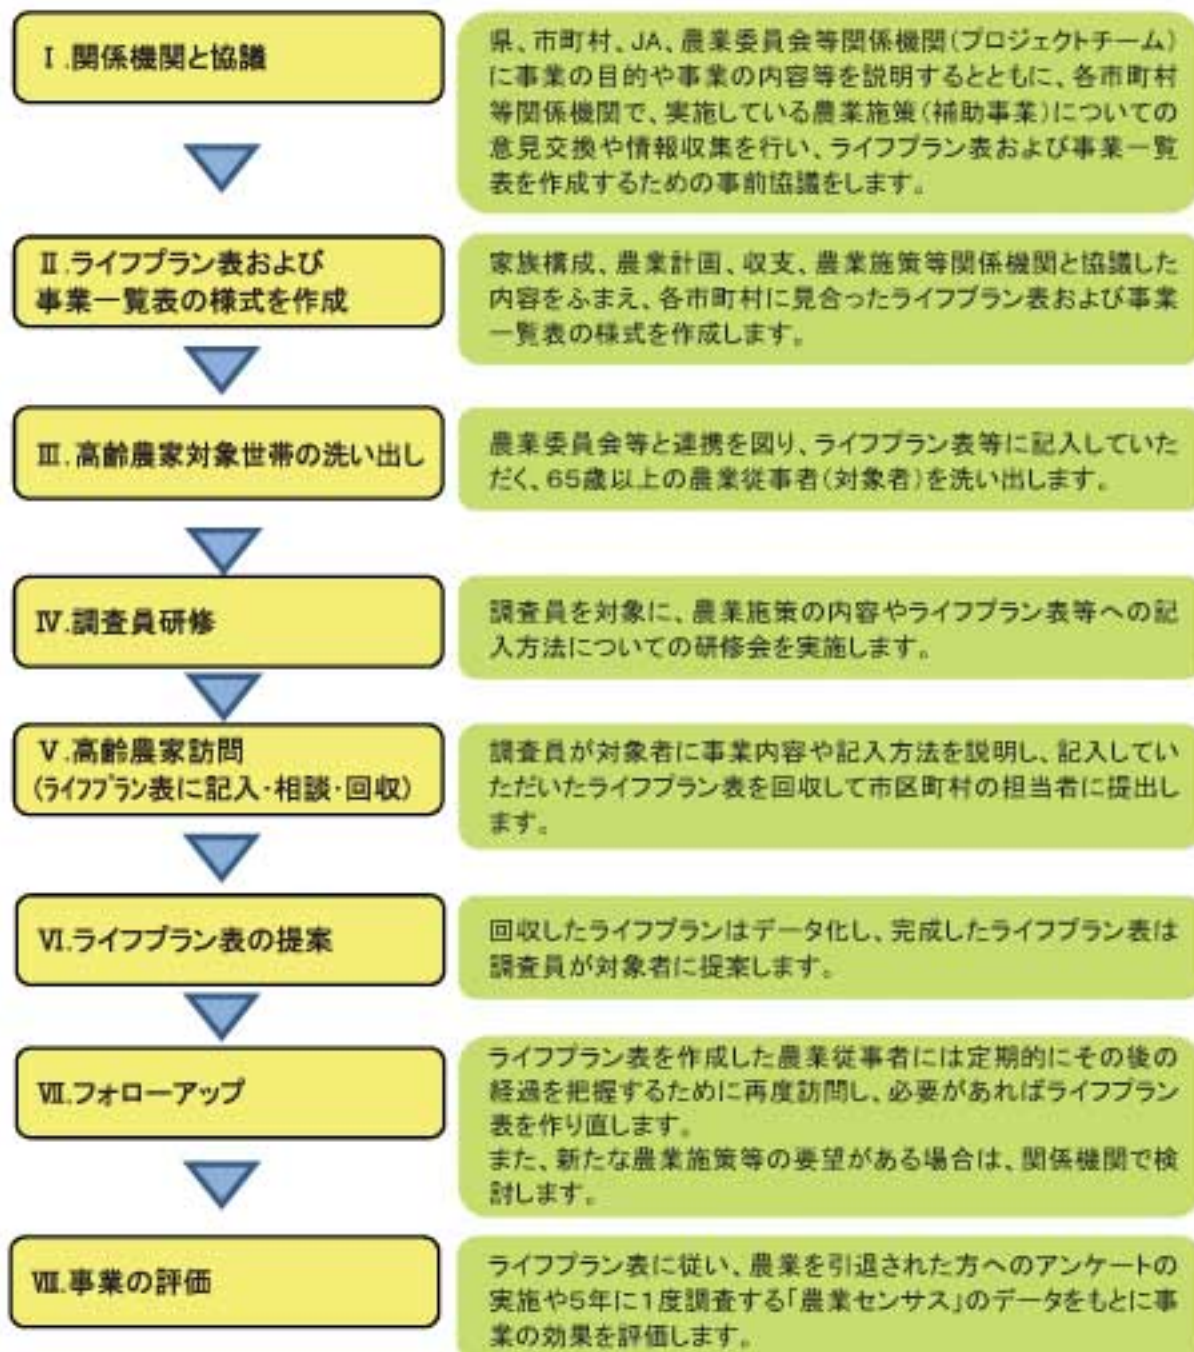 Ⅰ.関係機関と協議
県、市町村、JA、農業委員会等関係機関(プロジェクトチーム)
に事業の目的や事業の内容等を説明するとともに、各市町村
等関係機関で、実施している農業施策(補助事業)についての
意見交換や情報収集を行い、ライフプラン表および事業一覧
表を作成するための事前協議をします。
Ⅱ.ライフプラン表および
事業一覧表の様式を作成
家族構成、農業計画、収支、農業施策等関係機関と協議した
内容をふまえ、各市町村に見合ったライフプラン表および事業
一覧表の様式を作成します。
Ⅲ.高齢農家対象世帯の洗い出し
農業委員会等と連携を図り、ライフプラン表等に記入していた
だく、65歳以上の農業従事者(対象者)を洗い出します。
Ⅳ.調査員研修
調査員を対象に、農業施策の内容やライフプラン表等への記
入方法についての研修会を実施します。
Ⅴ.高齢農家訪問
(ライフプラン表に記入・相談・回収)
調査員が対象者に事業内容や記入方法を説明し、記入してい
ただいたライフプラン表を回収して市区町村の担当者に提出し
ます。
Ⅵ.ライフプラン表の提案
回収したライフプランはデータ化し、完成したライフプラン表は
調査員が対象者に提案します。
Ⅶ.フォローアップ
ライフプラン表を作成した農業従事者には定期的にその後の
経過を把握するために再度訪問し、必要があればライフプラン
表を作り直します。
また、新たな農業施策等の要望がある場合は、関係機関で検
討します。
Ⅷ.事業の評価
ライフプラン表に従い、農業を引退された方へのアンケートの
実施や5年に1度調査する「農業センサス」のデータをもとに事
業の効果を評価します。